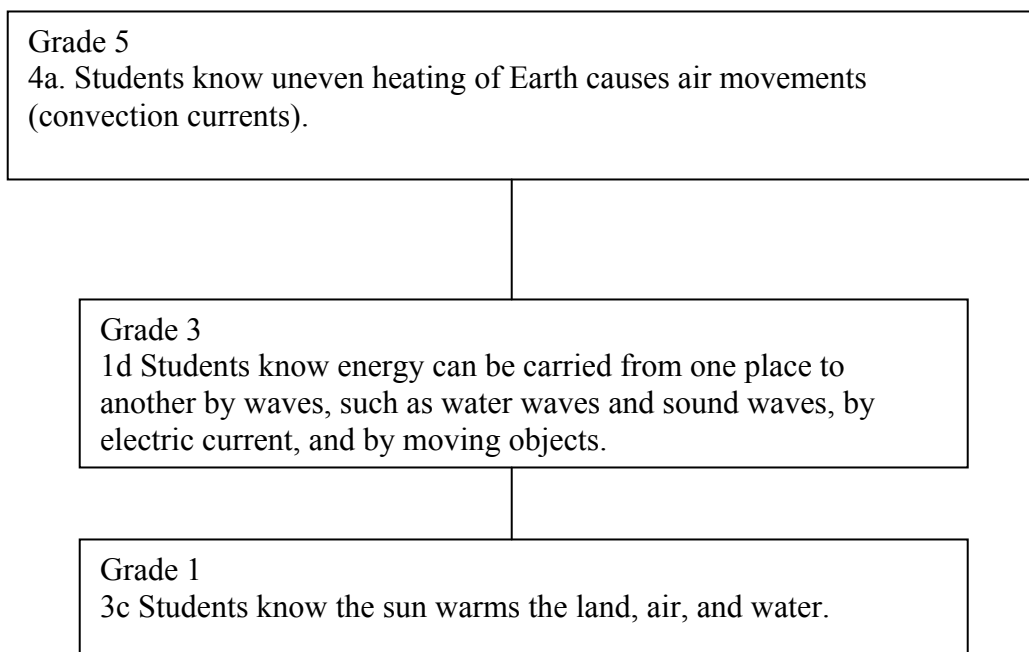 Grade 5
4a. Students know uneven heating of Earth causes air movements
(convection currents).
Grade 3
1d Students know energy can be carried from one place to
another by waves, such as water waves and sound waves, by
electric current, and by moving objects.
Grade 1
3c Students know the sun warms the land, air, and water.